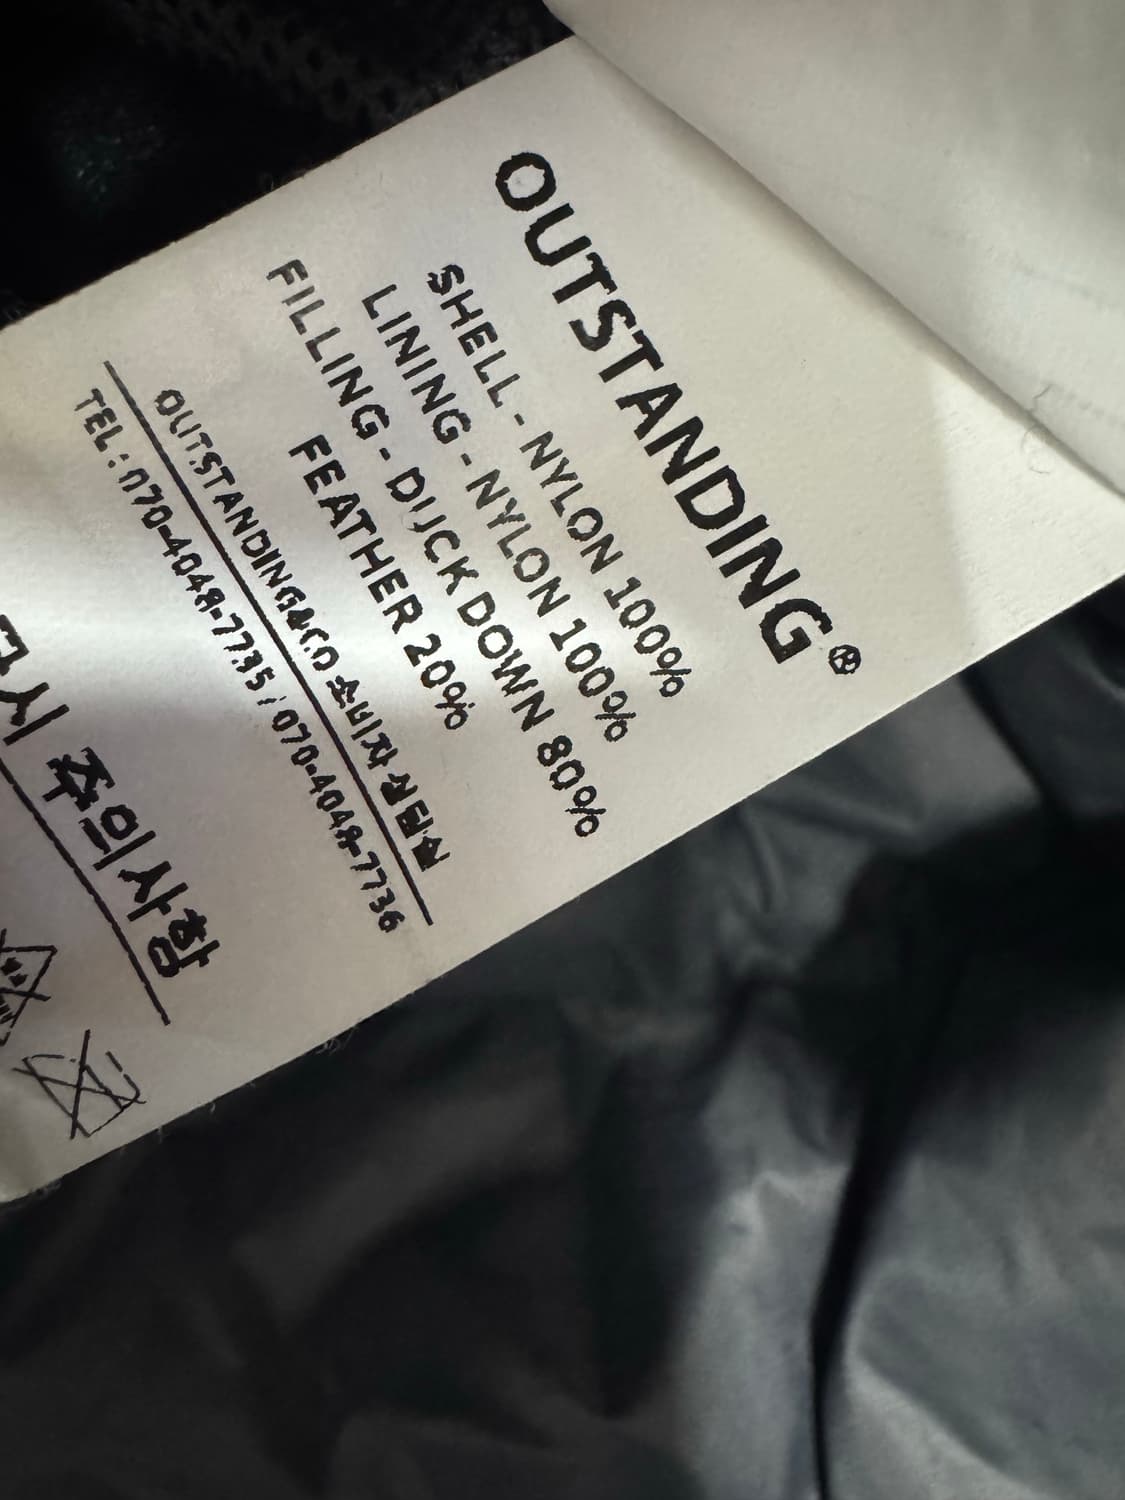 OUTSTANDING®
SHELL - NYLON 100%
LINING - NYLON 100%
FILLING - DUCK DOWN 80%
FEATHER 20%
OUTSTANDING&CO 소비자 상담실
TEL : 070-4048-7735 / 070-4048-7736
주의사항